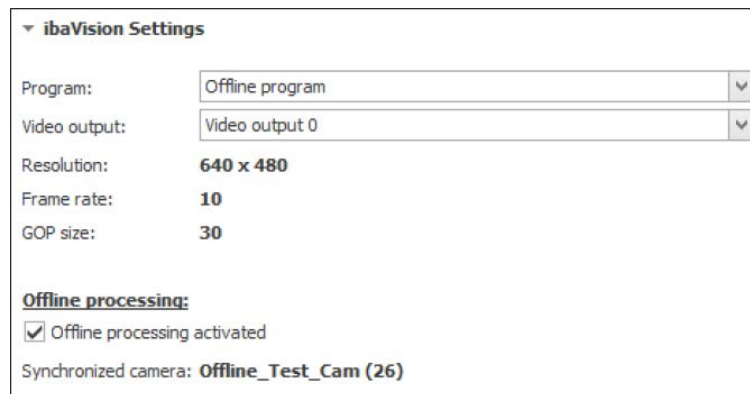 ibaVision Settings
Program: Offline program
Video output: Video output 0
Resolution: 640 x 480
Frame rate: 10
GOP size: 30
Offline processing:
Offline processing activated
Synchronized camera: Offline_Test_Cam (26)